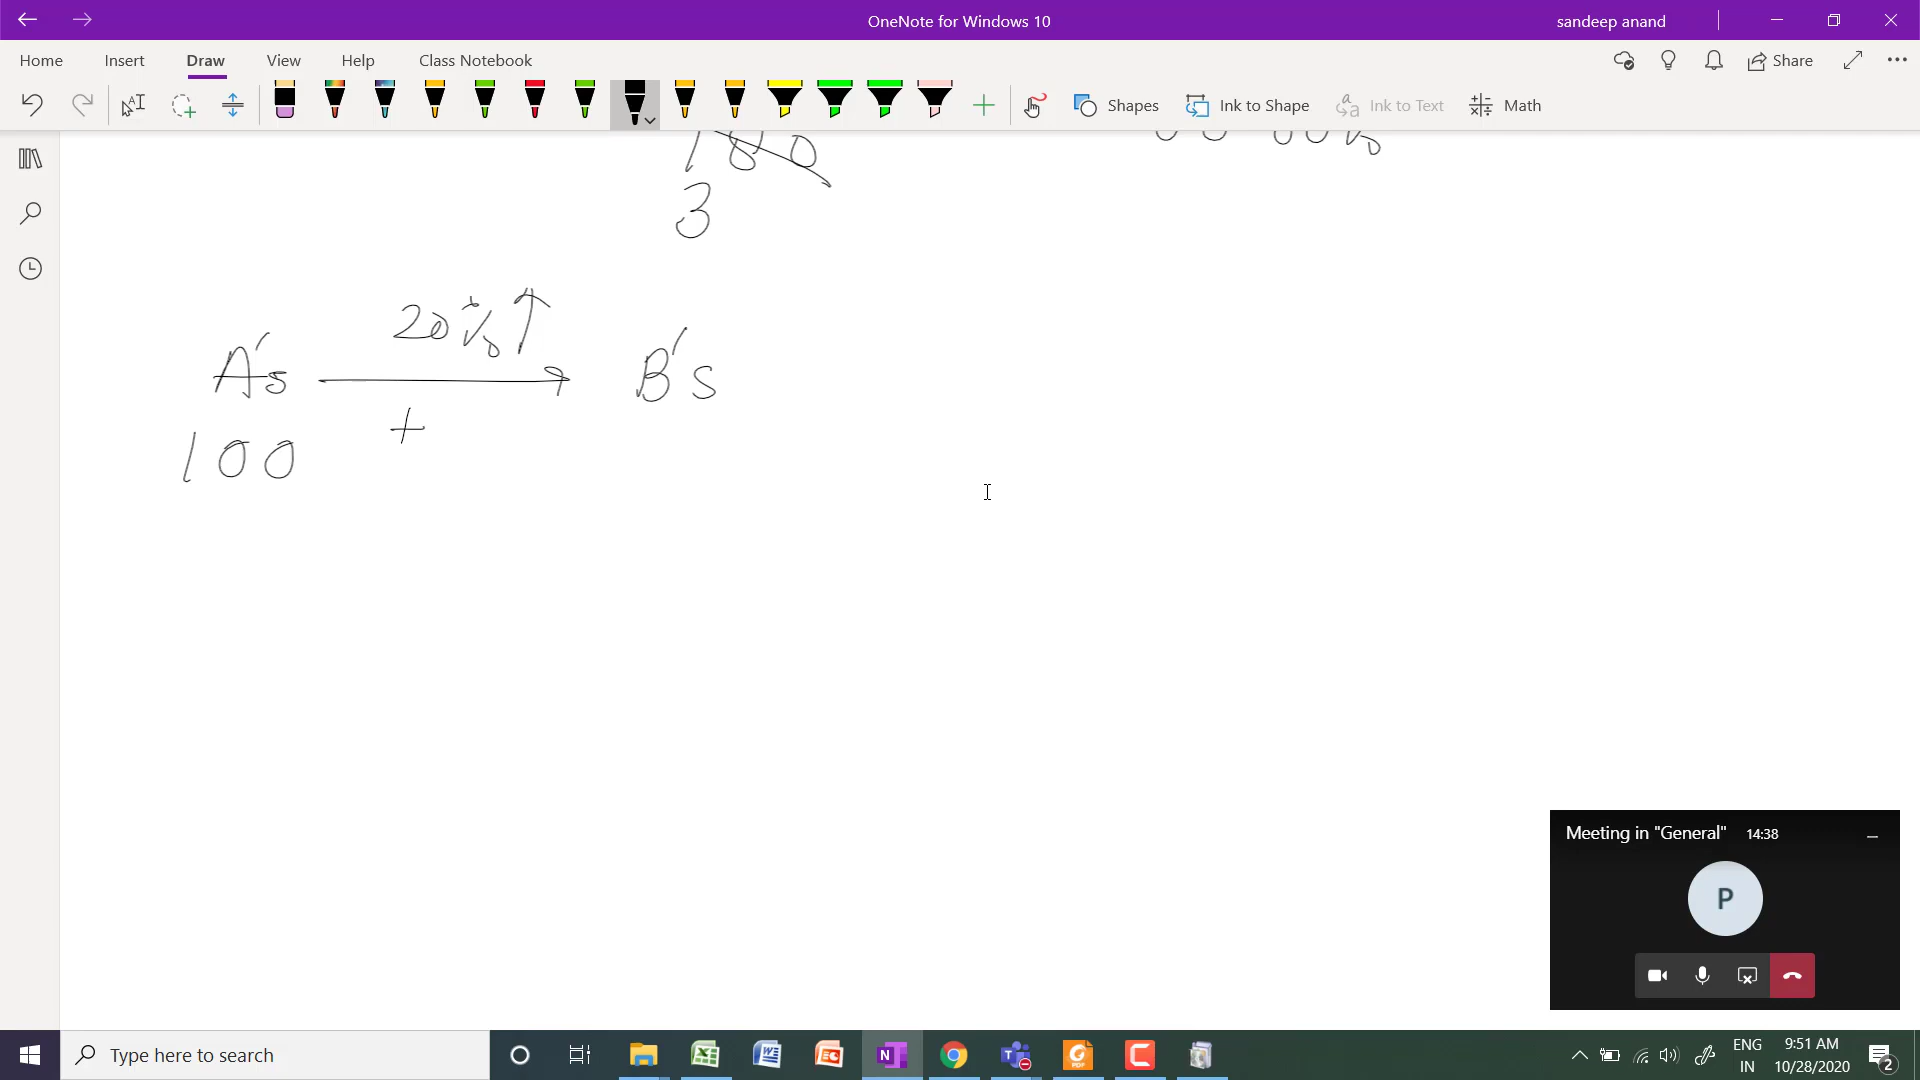 OneNote for Windows 10
sandeep anand
Home Insert Draw View Help Class Notebook
Share
Shapes Ink to Shape Ink to Text Math
180
3
20% ↑
A's → B's
100 +
Meeting in "General" 14:38
P
Type here to search
ENG
IN
9:51 AM
10/28/2020
2